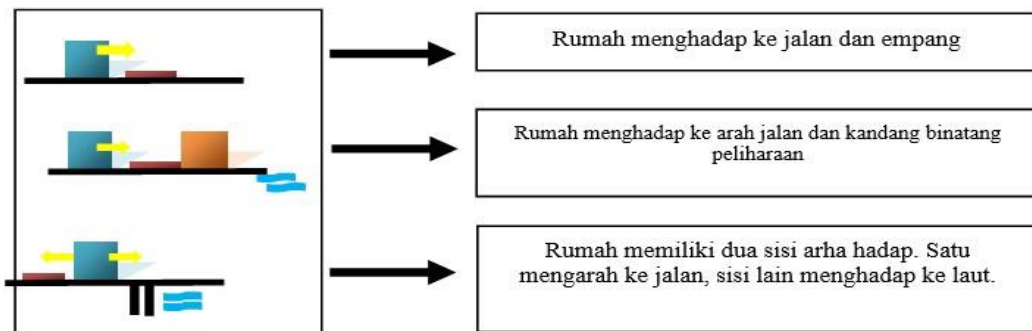 Rumah menghadap ke jalan dan empang
Rumah menghadap ke arah jalan dan kandang binatang
peliharaan
Rumah memiliki dua sisi arha hadap. Satu
mengarah ke jalan, sisi lain menghadap ke laut.